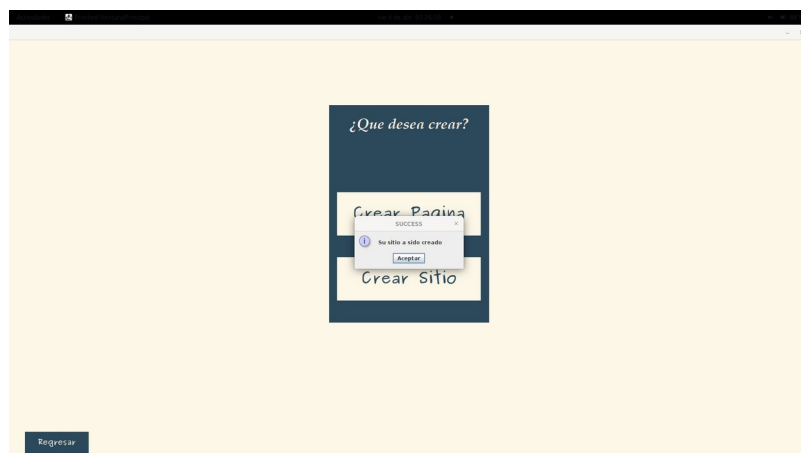 ¿Que desea crear?
Crear Pagina
SUCCESS
Su sitio a sido creado
Aceptar
Crear Sitio
Regresar